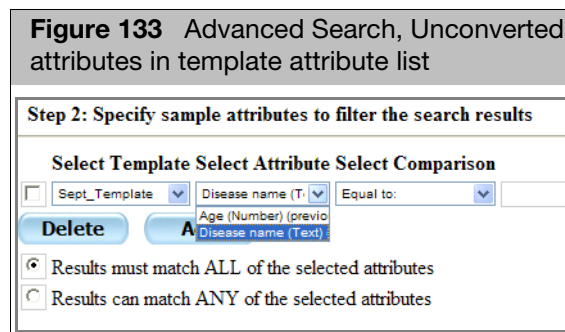 Figure 133 Advanced Search, Unconverted
attributes in template attribute list
Step 2: Specify sample attributes to filter the search results
Select Template Select Attribute Select Comparison
Sept_Template Disease name (T Equal to:
Age (Number) (previo
Delete A Disease name (Text)
Results must match ALL of the selected attributes
Results can match ANY of the selected attributes